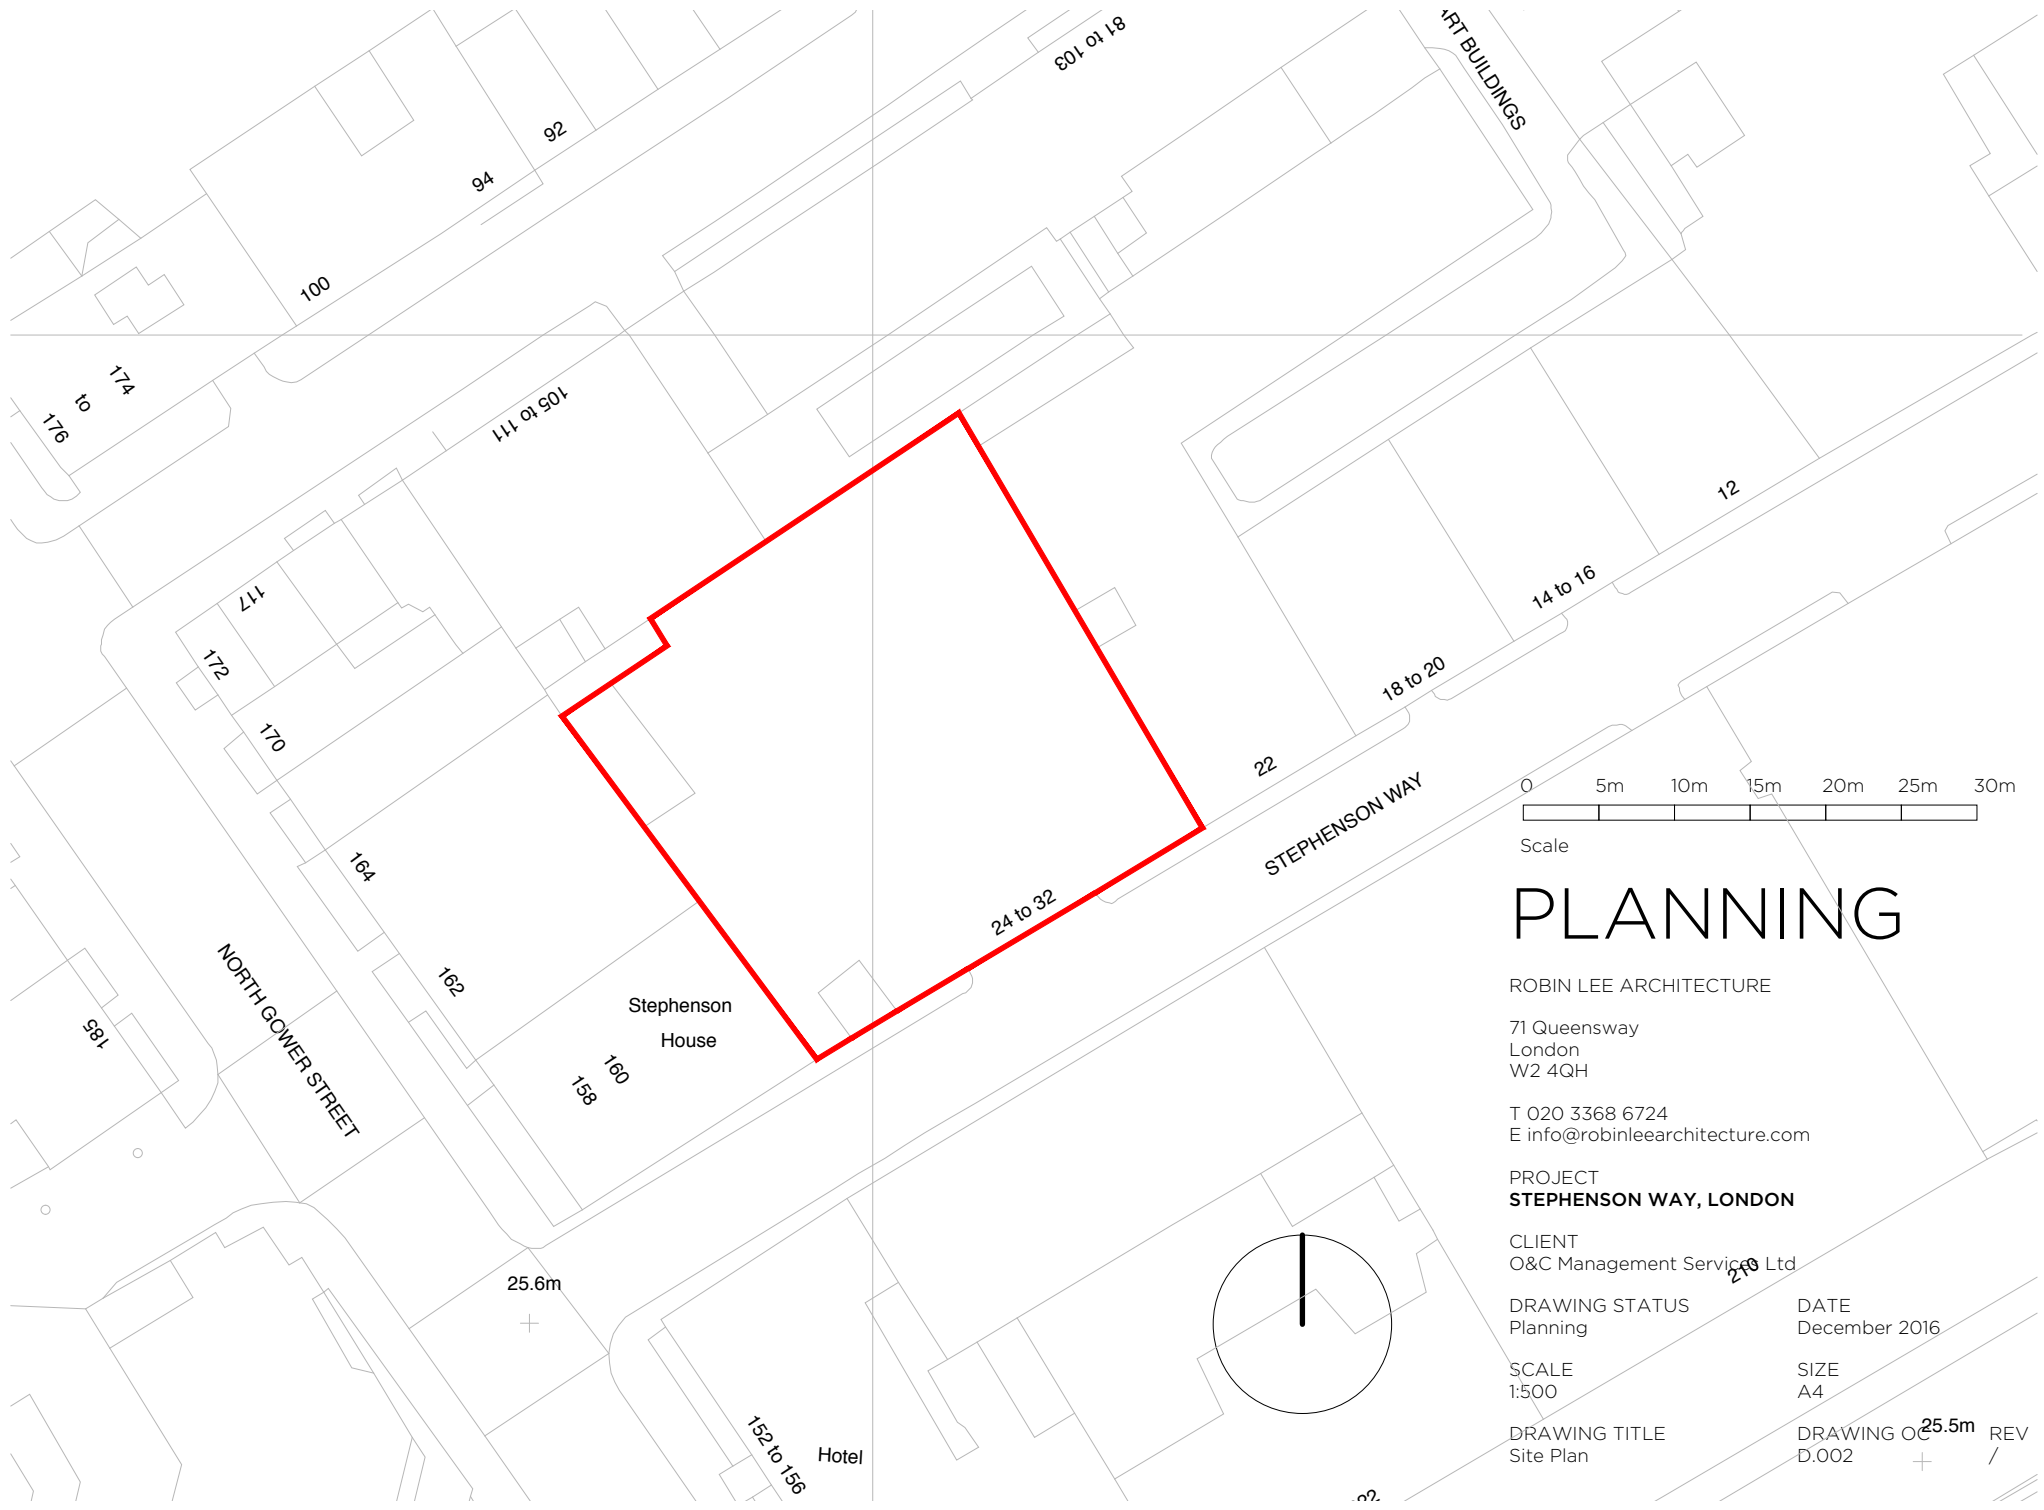 81 to 103
ART BUILDINGS
92
94
100
174
to
176
105 to 111
117
172
170
164
162
185
NORTH GOWER STREET
Stephenson
House
160
158
24 to 32
22
STEPHENSON WAY
18 to 20
14 to 16
12
25.6m
152 to 156
Hotel
0 5m 10m 15m 20m 25m 30m
Scale
PLANNING
ROBIN LEE ARCHITECTURE
71 Queensway
London
W2 4QH
T 020 3368 6724
E info@robinleearchitecture.com
PROJECT
STEPHENSON WAY, LONDON
CLIENT
O&C Management Services Ltd
210
DRAWING STATUS DATE
Planning December 2016
SCALE SIZE
1:500 A4
25.5m
DRAWING TITLE DRAWING OC REV
Site Plan D.002 /